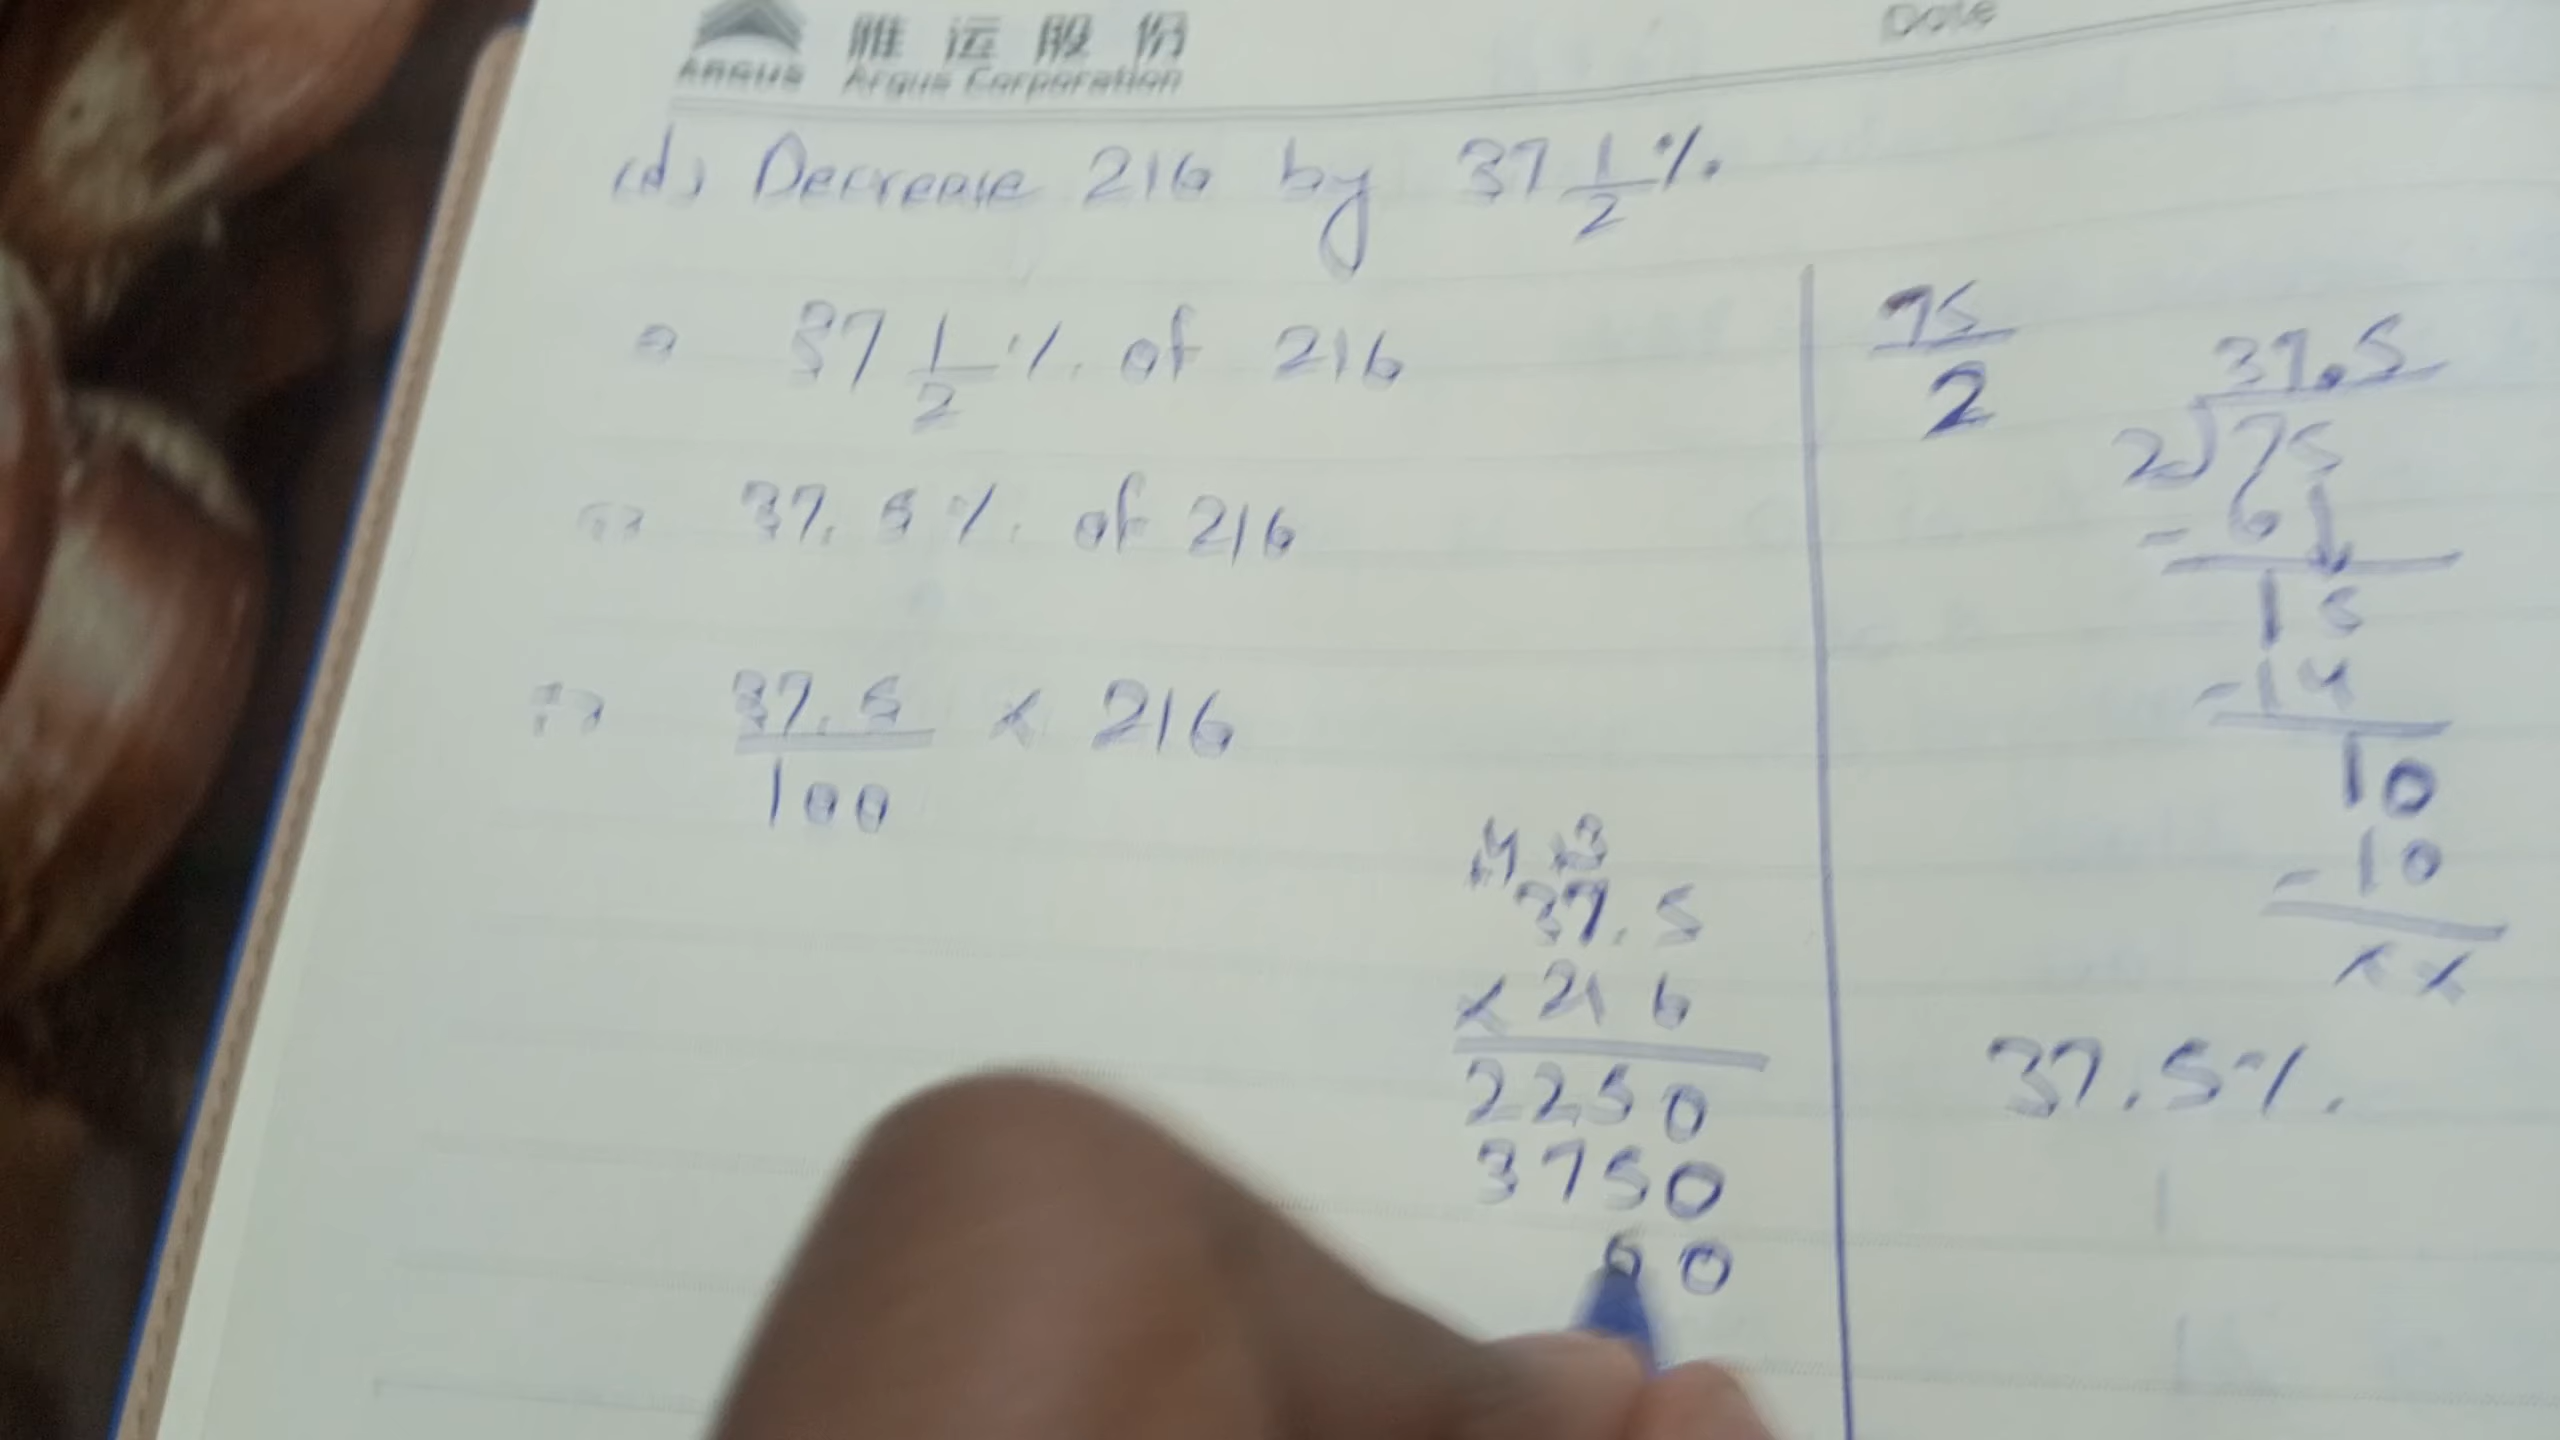 雅 运 股 份
ARGUS Argus Corporation
Date
(d) Decrease 216 by 37 1/2 %.
37 1/2 %. of 216
37.5 %. of 216
37.5/100 × 216
37.5
× 216
2250
3750
00
75/2
37.5
2)75
- 6
15
- 14
10
- 10
× ×
37.5 %.